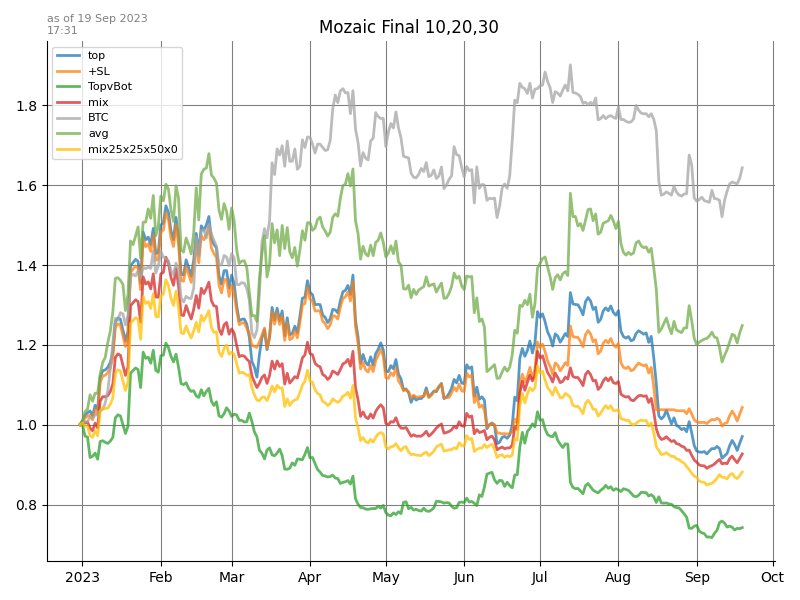 as of 19 Sep 2023
17:31
Mozaic Final 10,20,30
top
+SL
TopvBot
mix
BTC
avg
mix25x25x50x0
1.8
1.6
1.4
1.2
1.0
0.8
2023 Feb Mar Apr May Jun Jul Aug Sep Oct